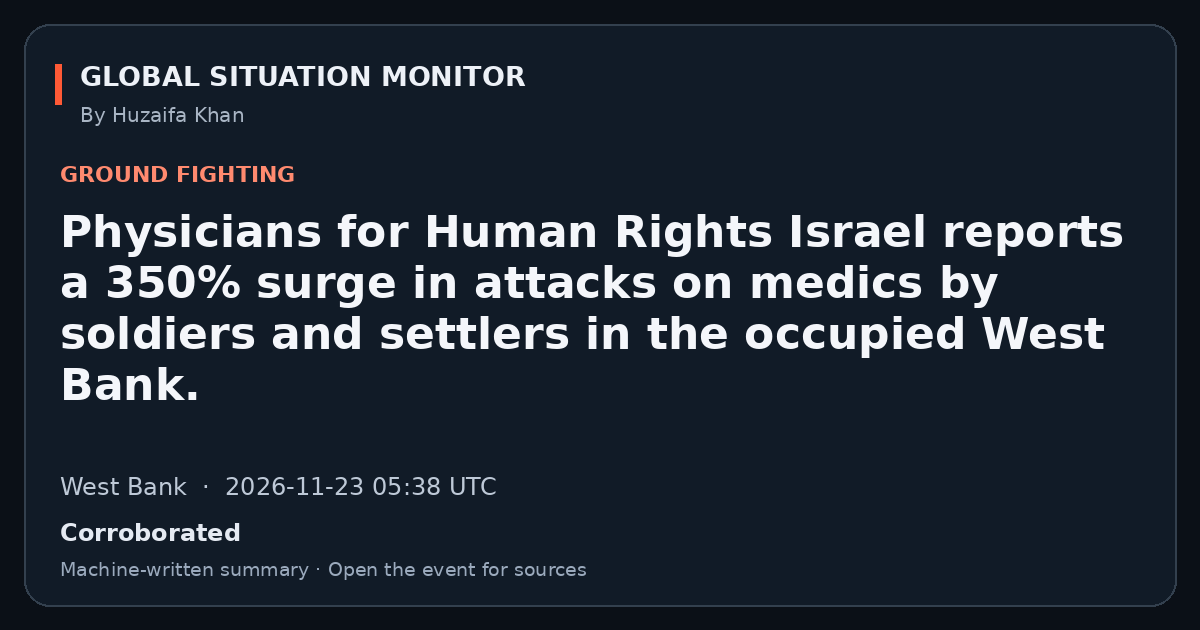 GLOBAL SITUATION MONITOR
By Huzaifa Khan
GROUND FIGHTING
Physicians for Human Rights Israel reports
a 350% surge in attacks on medics by
soldiers and settlers in the occupied West
Bank.
West Bank · 2026-11-23 05:38 UTC
Corroborated
Machine-written summary · Open the event for sources